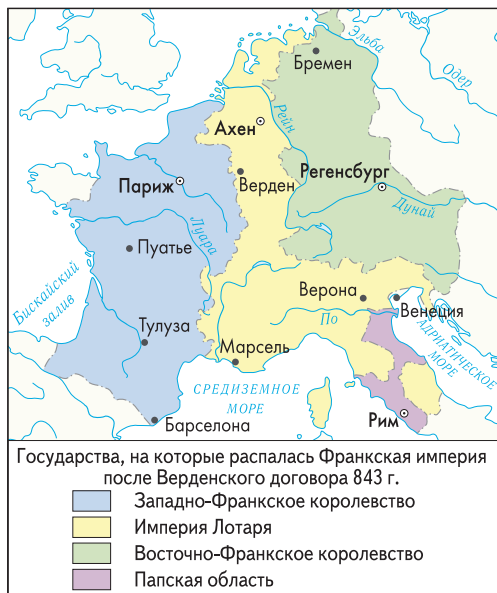 Эльба
Одер
Бремен
Рейн
Ахен
Верден
Регенсбург
Дунай
Париж
Луара
Пуатье
Бискайский
залив
Верона
Венеция
По
Тулуза
Марсель
АДРИАТИЧЕСКОЕ
МОРЕ
СРЕДИЗЕМНОЕ
МОРЕ
Рим
Барселона
Государства, на которые распалась Франкская империя
после Верденского договора 843 г.
Западно-Франкское королевство
Империя Лотаря
Восточно-Франкское королевство
Папская область